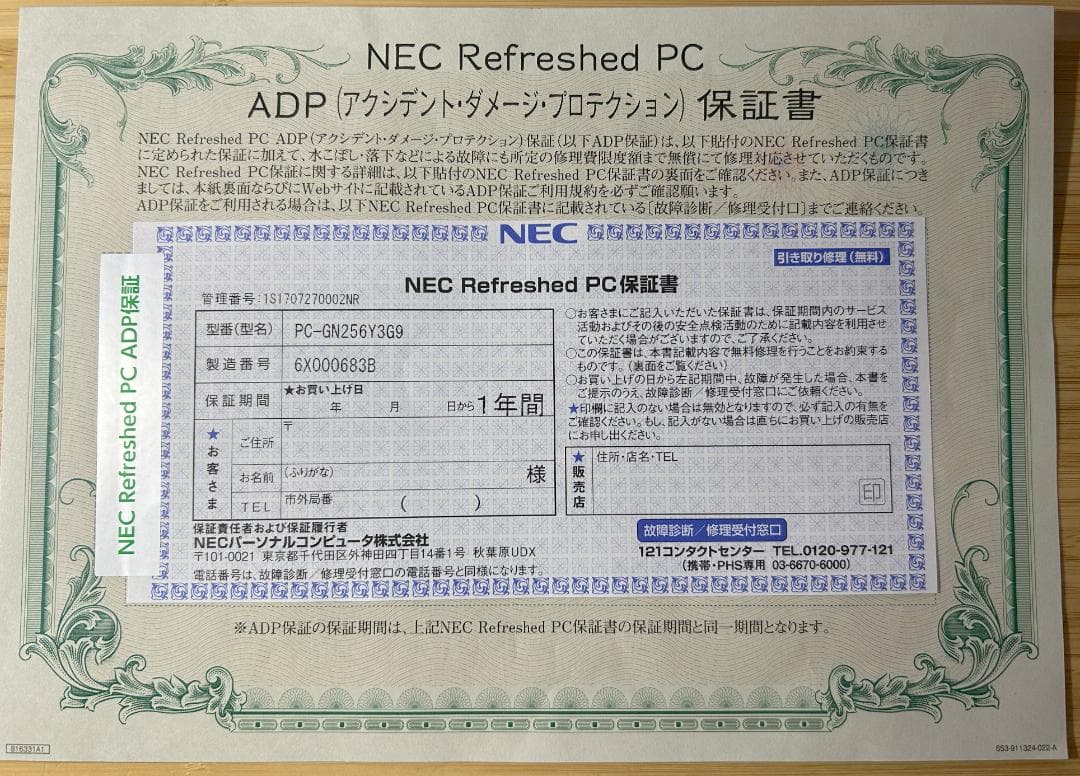 NEC Refreshed PC
ADP(アクシデント・ダメージ・プロテクション) 保証書
NEC Refreshed PC ADP(アクシデント・ダメージ・プロテクション)保証(以下ADP保証)は、以下貼付のNEC Refreshed PC保証書
に定められた保証に加えて、水こぼし・落下などによる故障にも所定の修理費限度額まで無償にて修理対応させていただくものです。
NEC Refreshed PC保証に関する詳細は、以下貼付のNEC Refreshed PC保証書の裏面をご確認ください。また、ADP保証につき
ましては、本紙裏面ならびにWebサイトに記載されているADP保証ご利用規約を必ずご確認願います。
ADP保証をご利用される場合は、以下NEC Refreshed PC保証書に記載されている〔故障診断／修理受付口〕までご連絡ください。
NEC
引き取り修理(無料)
NEC Refreshed PC ADP保証
NEC Refreshed PC保証書
管理番号:1S1707270002NR
型番(型名) PC-GN256Y3G9
製造番号 6X000683B
保証期間 ★お買い上げ日
年 月 日から1年間
★お客さま
ご住所 〒
お名前 (ふりがな) 様
TEL 市外局番 ( )
○お客さまにご記入いただいた保証書は、保証期間内のサービス
活動およびその後の安全点検活動のために記載内容を利用させ
ていただく場合がございますので、ご了承ください。
○この保証書は、本書記載内容で無料修理を行うことをお約束する
ものです。(裏面をご覧ください)
○お買い上げの日から左記期間中、故障が発生した場合、本書を
ご提示のうえ、故障診断/修理受付窓口にご依頼ください。
★印欄に記入のない場合は無効となりますので、必ず記入の有無を
ご確認ください。もし、記入がない場合は直ちにお買い上げの販売店
にお申し出ください。
★販売店 住所・店名・TEL
印
保証責任者および保証履行者
NECパーソナルコンピュータ株式会社
〒101-0021 東京都千代田区外神田四丁目14番1号 秋葉原UDX
電話番号は、故障診断／修理受付窓口の電話番号と同様になります。
故障診断／修理受付窓口
121コンタクトセンター TEL.0120-977-121
(携帯・PHS専用 03-6670-6000)
※ADP保証の保証期間は、上記NEC Refreshed PC保証書の保証期間と同一期間となります。
816331A1
853-911324-022-A